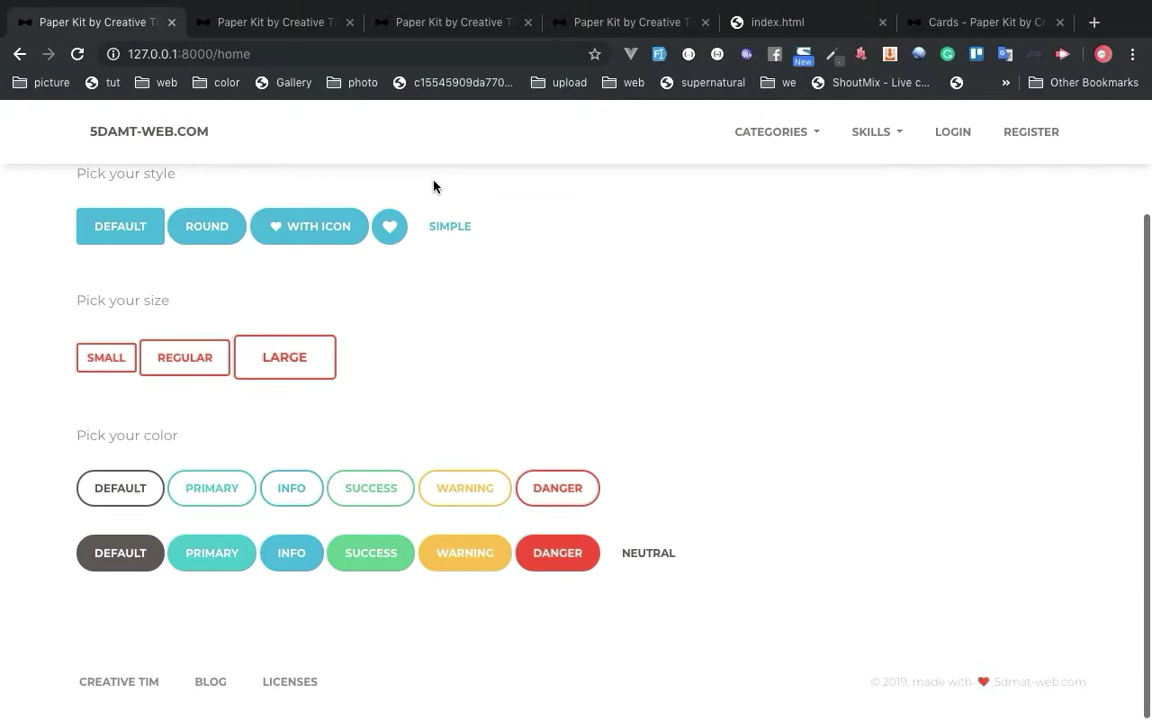 Paper Kit by Creative Ti
Paper Kit by Creative T
Paper Kit by Creative T
Paper Kit by Creative T
index.html
Cards - Paper Kit by Cr
127.0.0.1:8000/home
New
picture
tut
web
color
Gallery
photo
c15545909da770...
upload
web
supernatural
we
ShoutMix - Live c...
»
Other Bookmarks
5DAMT-WEB.COM
CATEGORIES
SKILLS
LOGIN
REGISTER
Pick your style
DEFAULT
ROUND
WITH ICON
SIMPLE
Pick your size
SMALL
REGULAR
LARGE
Pick your color
DEFAULT
PRIMARY
INFO
SUCCESS
WARNING
DANGER
DEFAULT
PRIMARY
INFO
SUCCESS
WARNING
DANGER
NEUTRAL
CREATIVE TIM
BLOG
LICENSES
© 2019, made with ❤ 5dmat-web.com